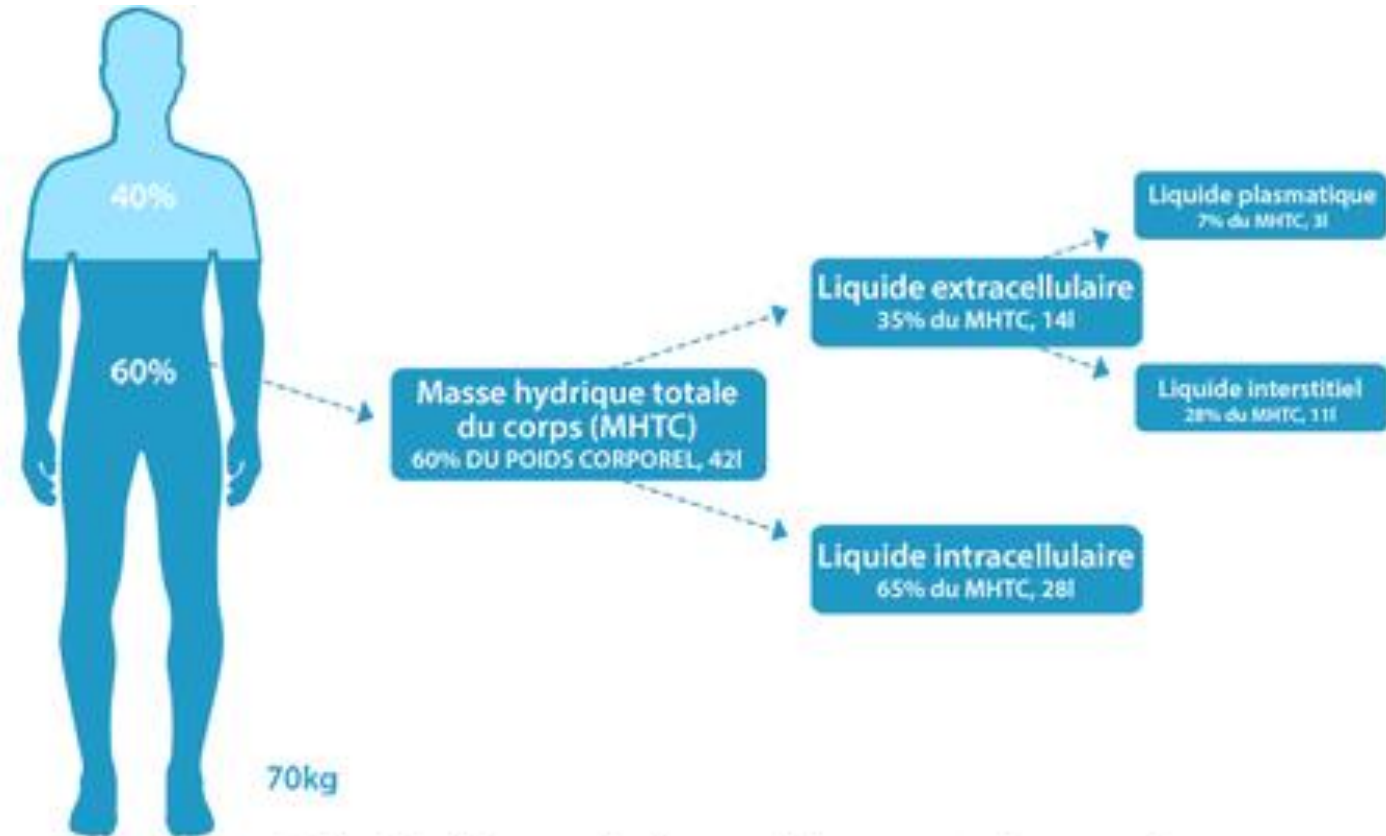 40%
60%
Masse hydrique totale
du corps (MHTC)
60% DU POIDS CORPOREL, 42l
Liquide extracellulaire
35% du MHTC, 14l
Liquide plasmatique
7% du MHTC, 3l
Liquide interstitiel
28% du MHTC, 11l
Liquide intracellulaire
65% du MHTC, 28l
70kg